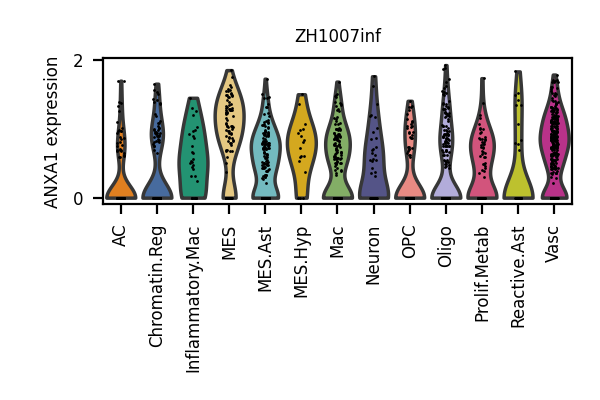 ZH1007inf
ANXA1 expression
2
0
AC
Chromatin.Reg
Inflammatory.Mac
MES
MES.Ast
MES.Hyp
Mac
Neuron
OPC
Oligo
Prolif.Metab
Reactive.Ast
Vasc